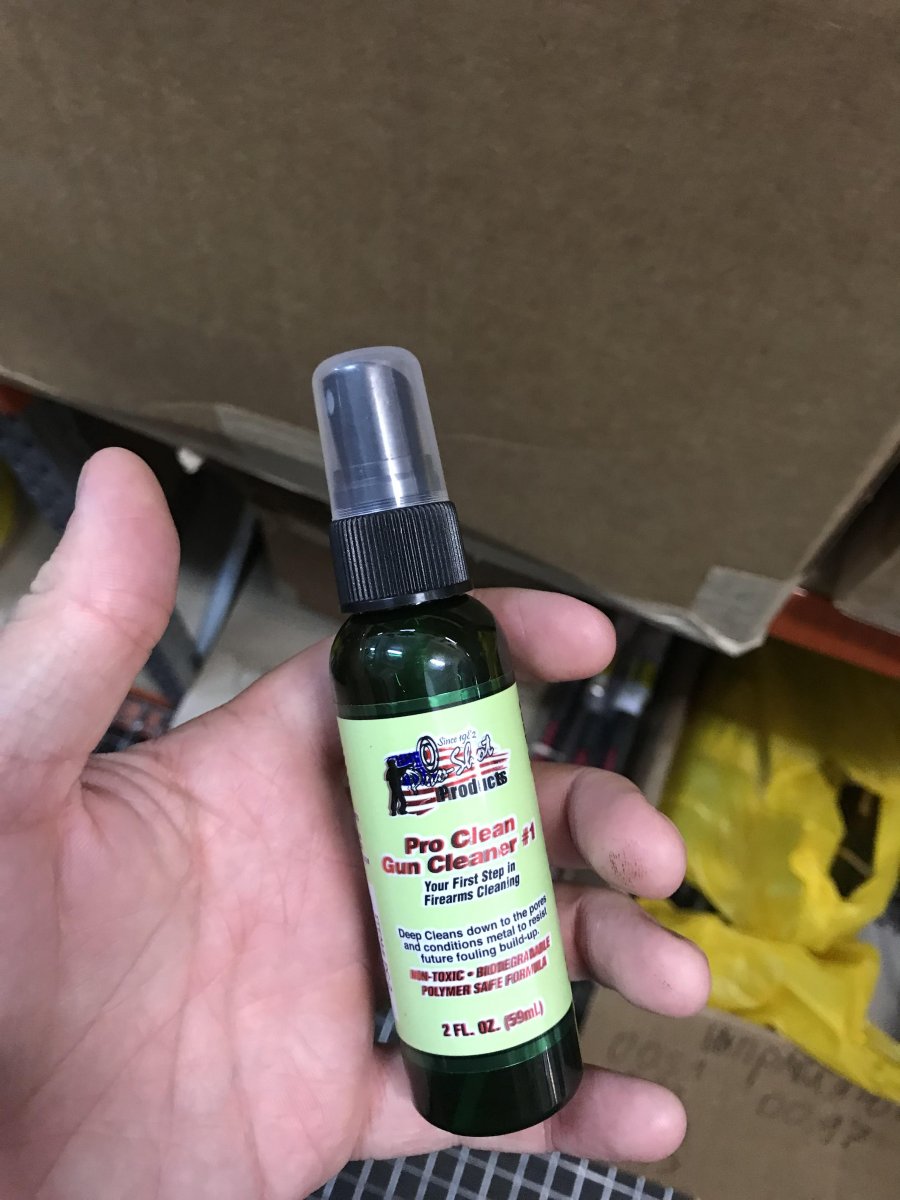 Since 1982
Pro-Shot
Products
Pro Clean
Gun Cleaner #1
Your First Step in
Firearms Cleaning
Deep Cleans down to the pores
and conditions metal to resist
future fouling build-up.
NON-TOXIC • BIODEGRADABLE
POLYMER SAFE FORMULA
2 FL. OZ. (59mL)